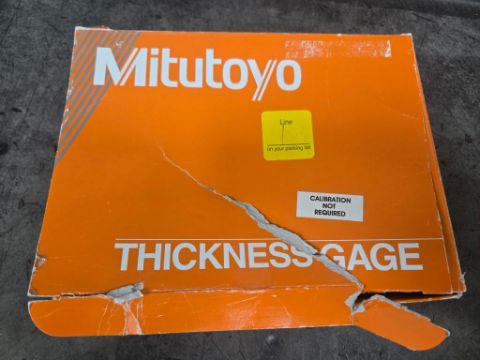 Mitutoyo
Line
on your packing list
CALIBRATION
NOT
REQUIRED
THICKNESS GAGE